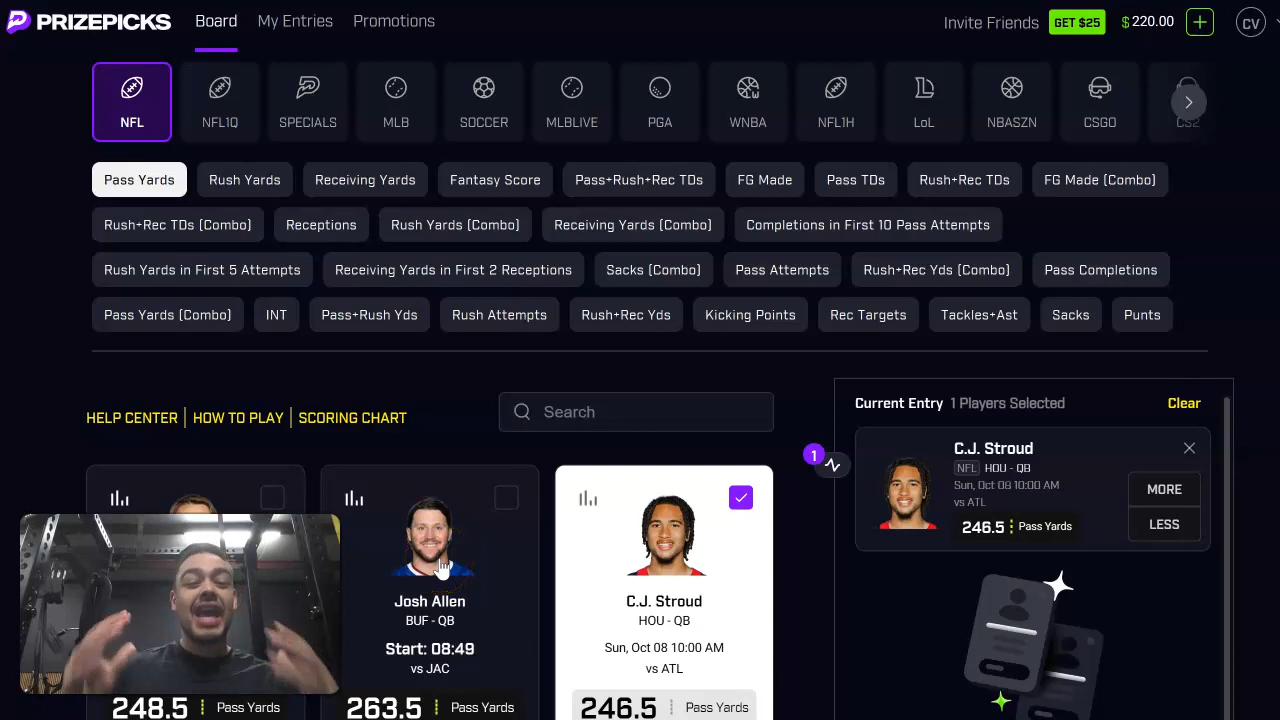 PRIZEPICKS Board My Entries Promotions Invite Friends GET $25 $220.00 + CV
NFL NFL1Q SPECIALS MLB SOCCER MLBLIVE PGA WNBA NFL1H LoL NBASZN CSGO CS2
Pass Yards Rush Yards Receiving Yards Fantasy Score Pass+Rush+Rec TDs FG Made Pass TDs Rush+Rec TDs FG Made (Combo)
Rush+Rec TDs (Combo) Receptions Rush Yards (Combo) Receiving Yards (Combo) Completions in First 10 Pass Attempts
Rush Yards in First 5 Attempts Receiving Yards in First 2 Receptions Sacks (Combo) Pass Attempts Rush+Rec Yds (Combo) Pass Completions
Pass Yards (Combo) INT Pass+Rush Yds Rush Attempts Rush+Rec Yds Kicking Points Rec Targets Tackles+Ast Sacks Punts
HELP CENTER HOW TO PLAY SCORING CHART
Search
248.5 Pass Yards
Josh Allen
BUF - QB
Start: 08:49
vs JAC
263.5 Pass Yards
C.J. Stroud
HOU - QB
Sun, Oct 08 10:00 AM
vs ATL
246.5 Pass Yards
Current Entry 1 Players Selected Clear
1
C.J. Stroud
NFL HOU - QB
Sun, Oct 08 10:00 AM
vs ATL
246.5 Pass Yards
MORE
LESS